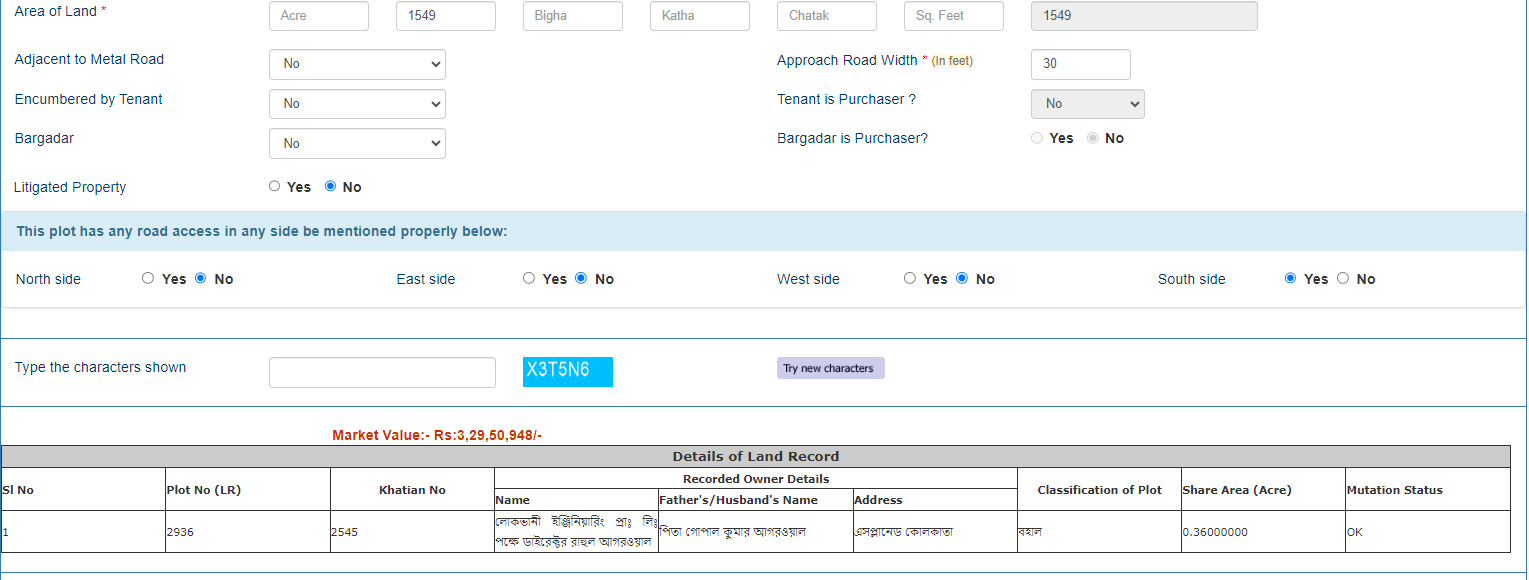 Area of Land * Acre 1549 Bigha Katha Chatak Sq. Feet 1549
Adjacent to Metal Road No Approach Road Width * (In feet) 30
Encumbered by Tenant No Tenant is Purchaser ? No
Bargadar No Bargadar is Purchaser? Yes No
Litigated Property Yes No
This plot has any road access in any side be mentioned properly below:
North side Yes No East side Yes No West side Yes No South side Yes No
Type the characters shown X3T5N6 Try new characters
Market Value:- Rs:3,29,50,948/-
Details of Land Record
Sl No Plot No (LR) Khatian No Recorded Owner Details Classification of Plot Share Area (Acre) Mutation Status
Name Father's/Husband's Name Address
1 2936 2545 লোকভানী ইঞ্জিনিয়ারিং প্রাঃ লিঃ পিতা গোপাল কুমার আগরওয়াল এসপ্লানেড কোলকাতা বহাল 0.36000000 OK
পক্ষে ডাইরেক্টর রাহুল আগরওয়াল